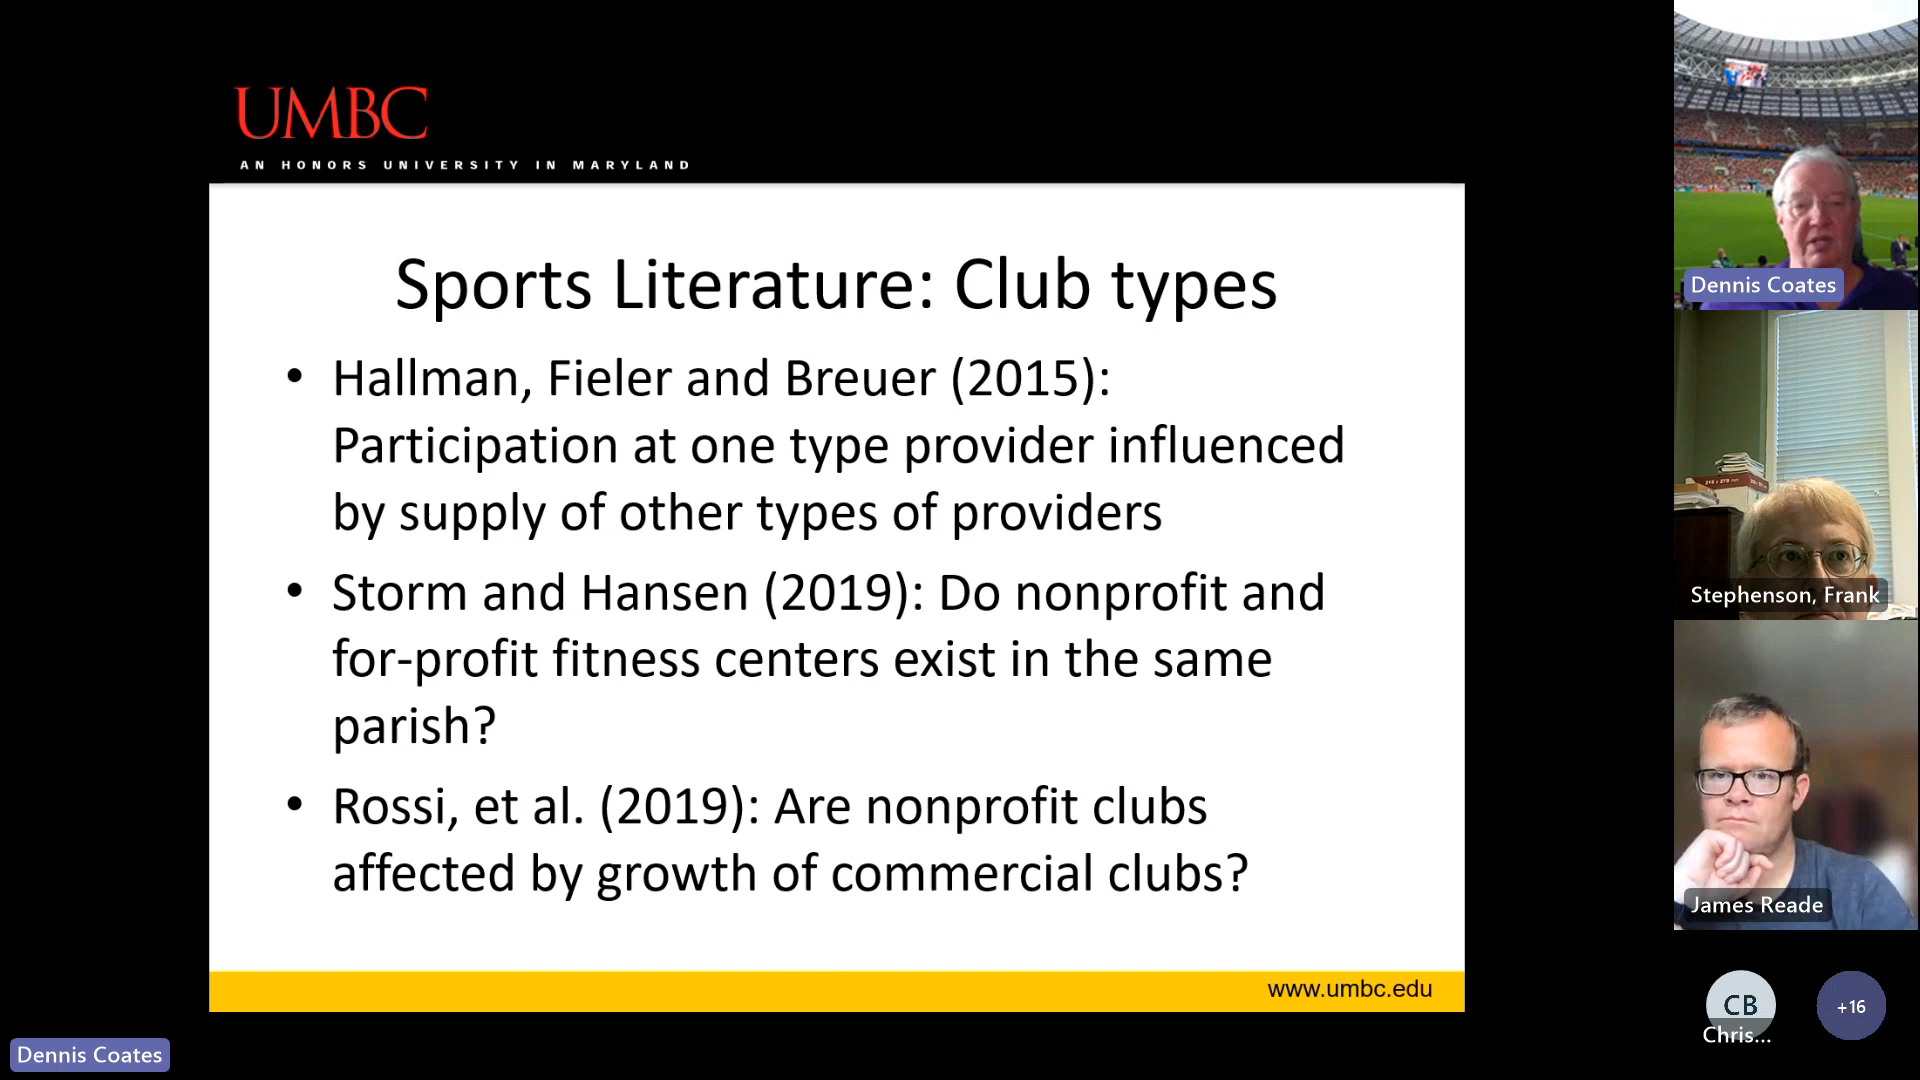 UMBC
AN HONORS UNIVERSITY IN MARYLAND
Sports Literature: Club types
• Hallman, Fieler and Breuer (2015):
Participation at one type provider influenced
by supply of other types of providers
• Storm and Hansen (2019): Do nonprofit and
for-profit fitness centers exist in the same
parish?
• Rossi, et al. (2019): Are nonprofit clubs
affected by growth of commercial clubs?
www.umbc.edu
Dennis Coates
Dennis Coates
Stephenson, Frank
James Reade
CB
Chris...
+16